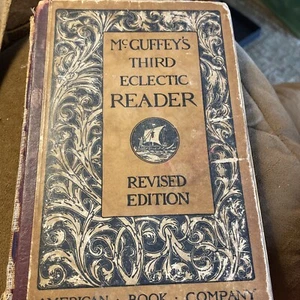 McGUFFEY'S
THIRD
ECLECTIC
READER
REVISED
EDITION
AMERICAN · BOOK · COMPANY